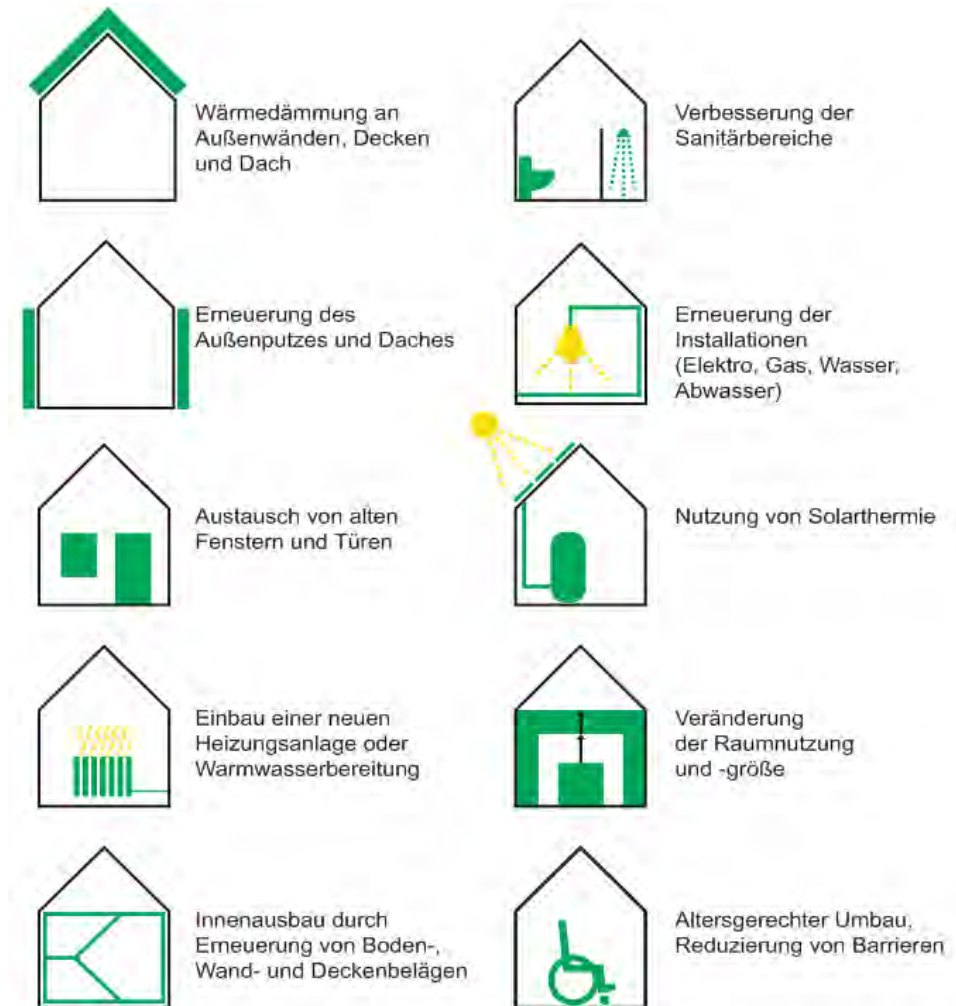 Wärmedämmung an
Außenwänden, Decken
und Dach
Verbesserung der
Sanitärbereiche
Erneuerung des
Außenputzes und Daches
Erneuerung der
Installationen
(Elektro, Gas, Wasser,
Abwasser)
Austausch von alten
Fenstern und Türen
Nutzung von Solarthermie
Einbau einer neuen
Heizungsanlage oder
Warmwasserbereitung
Veränderung
der Raumnutzung
und -größe
Innenausbau durch
Erneuerung von Boden-,
Wand- und Deckenbelägen
Altersgerechter Umbau,
Reduzierung von Barrieren